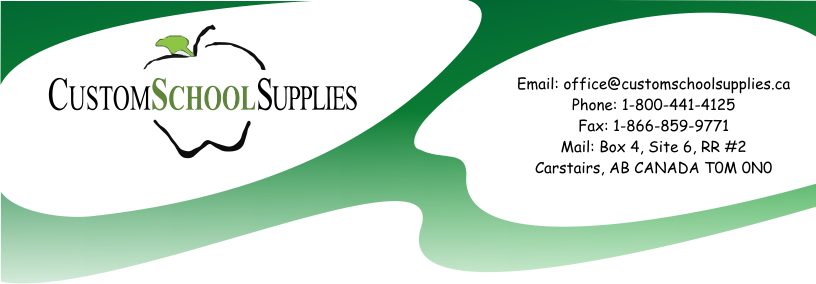 CUSTOMSCHOOLSUPPLIES
Email: office@customschoolsupplies.ca
Phone: 1-800-441-4125
Fax: 1-866-859-9771
Mail: Box 4, Site 6, RR #2
Carstairs, AB CANADA T0M 0N0